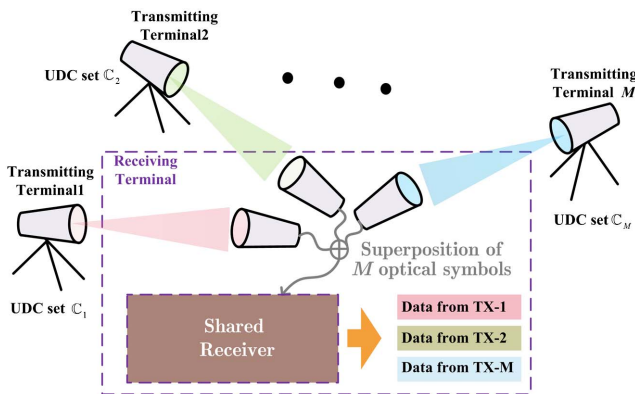 Transmitting
Terminal2
UDC set ℂ₂
Transmitting
Terminal M
UDC set ℂ_M
Receiving
Terminal
Transmitting
Terminal1
UDC set ℂ₁
Superposition of
M optical symbols
Shared
Receiver
Data from TX-1
Data from TX-2
Data from TX-M